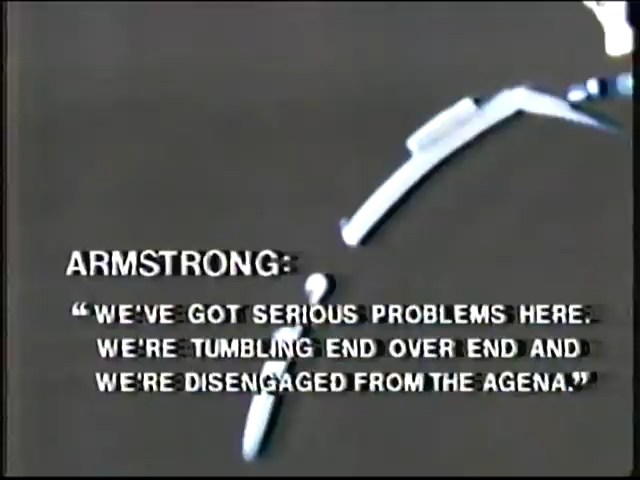 ARMSTRONG:
“WE'VE GOT SERIOUS PROBLEMS HERE.
WE'RE TUMBLING END OVER END AND
WE'RE DISENGAGED FROM THE AGENA.”